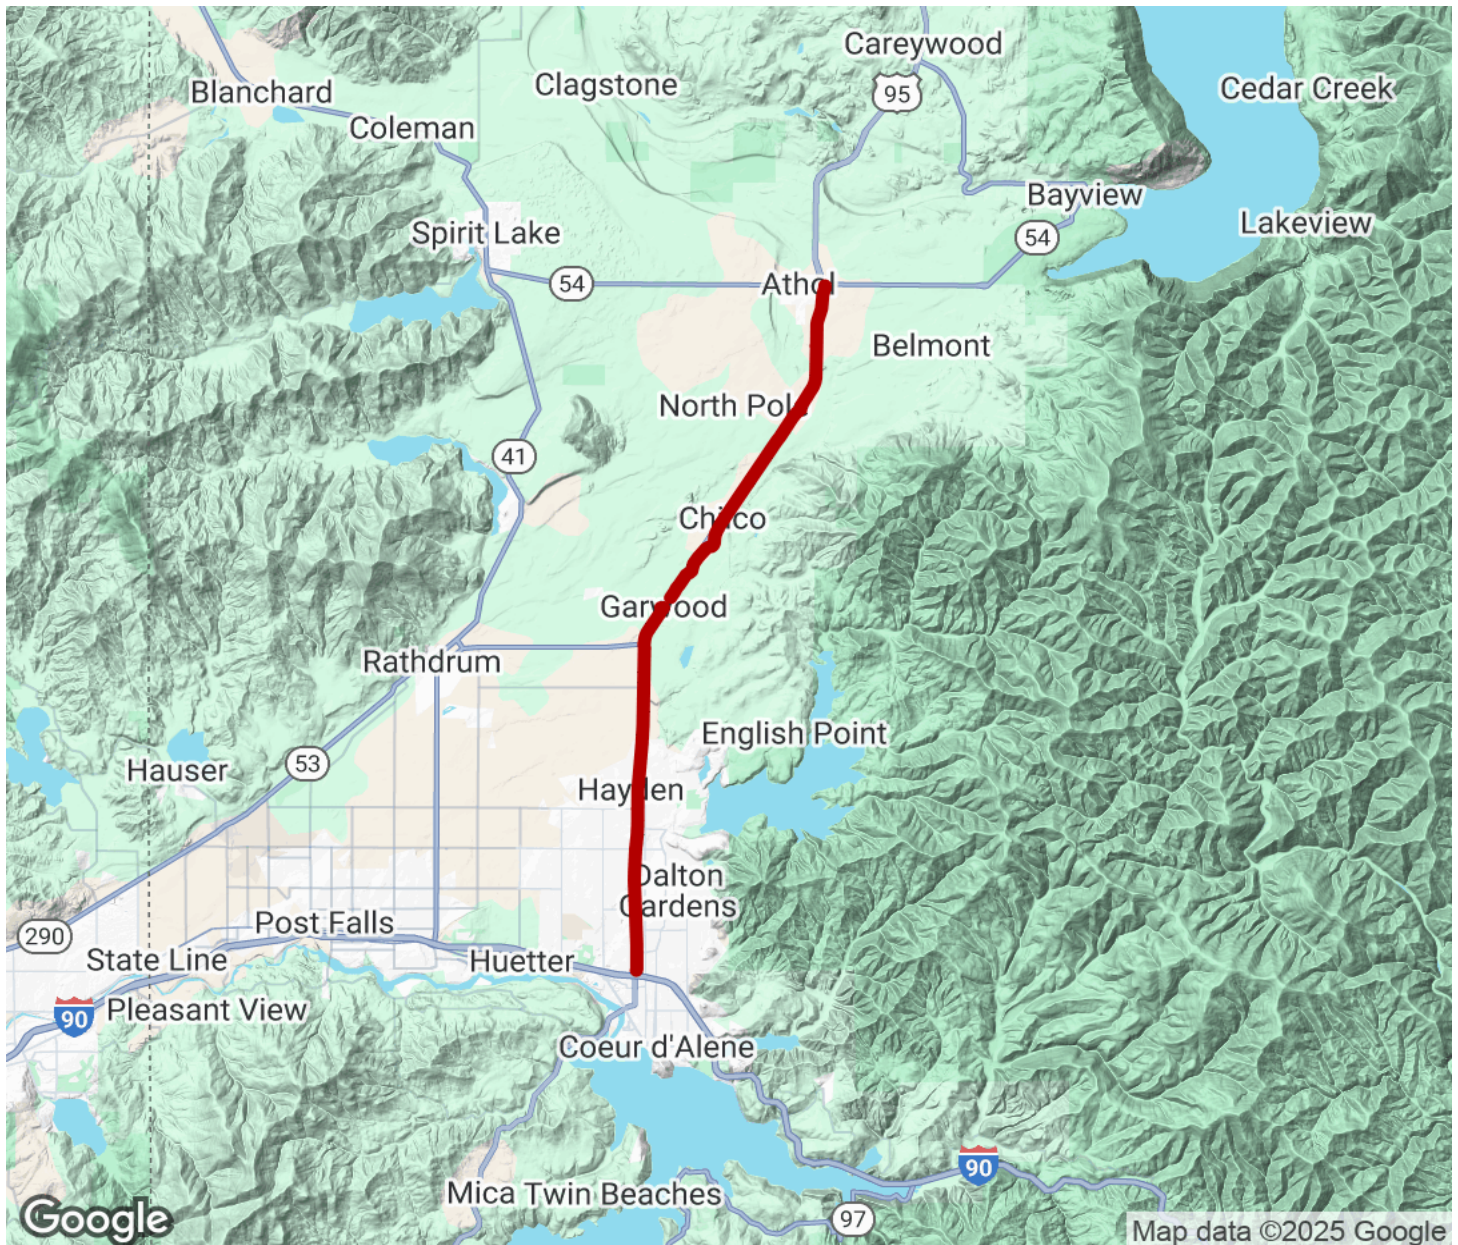 Careywood
Blanchard
Clagstone
95
Cedar Creek
Coleman
Bayview
Spirit Lake
54
Lakeview
54
Athol
Belmont
North Pole
41
Chilco
Garwood
Rathdrum
English Point
53
Hauser
Hayden
Dalton
Gardens
290
Post Falls
State Line
Huetter
90
Pleasant View
Coeur d'Alene
90
Mica
Twin Beaches
97
Google
Map data ©2025 Google